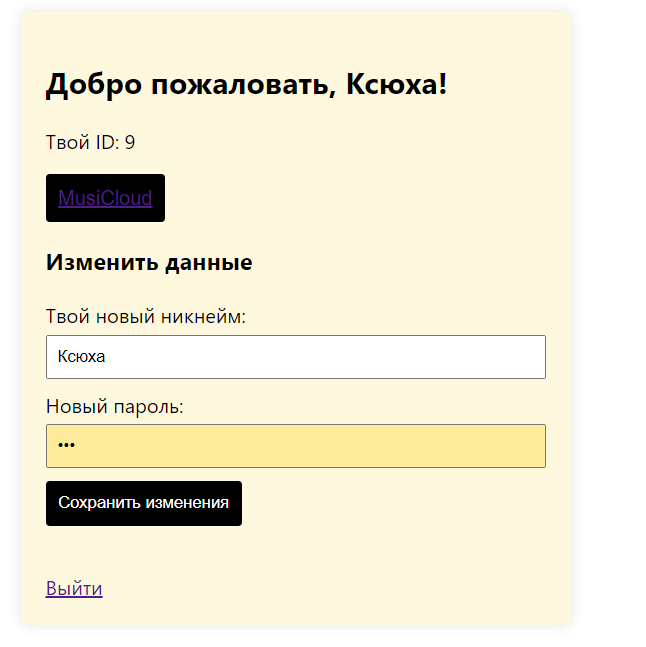 Добро пожаловать, Ксюха!
Твой ID: 9
MusiCloud
Изменить данные
Твой новый никнейм:
Ксюха
Новый пароль:
•••
Сохранить изменения
Выйти